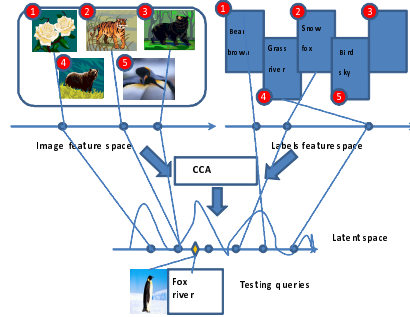 1 2 3
4 5
1 2 3
Bear
brown
Grass
river
Snow
fox
Bird
sky
4 5
Image feature space
Labels feature space
CCA
Latent space
Fox
river
Testing queries